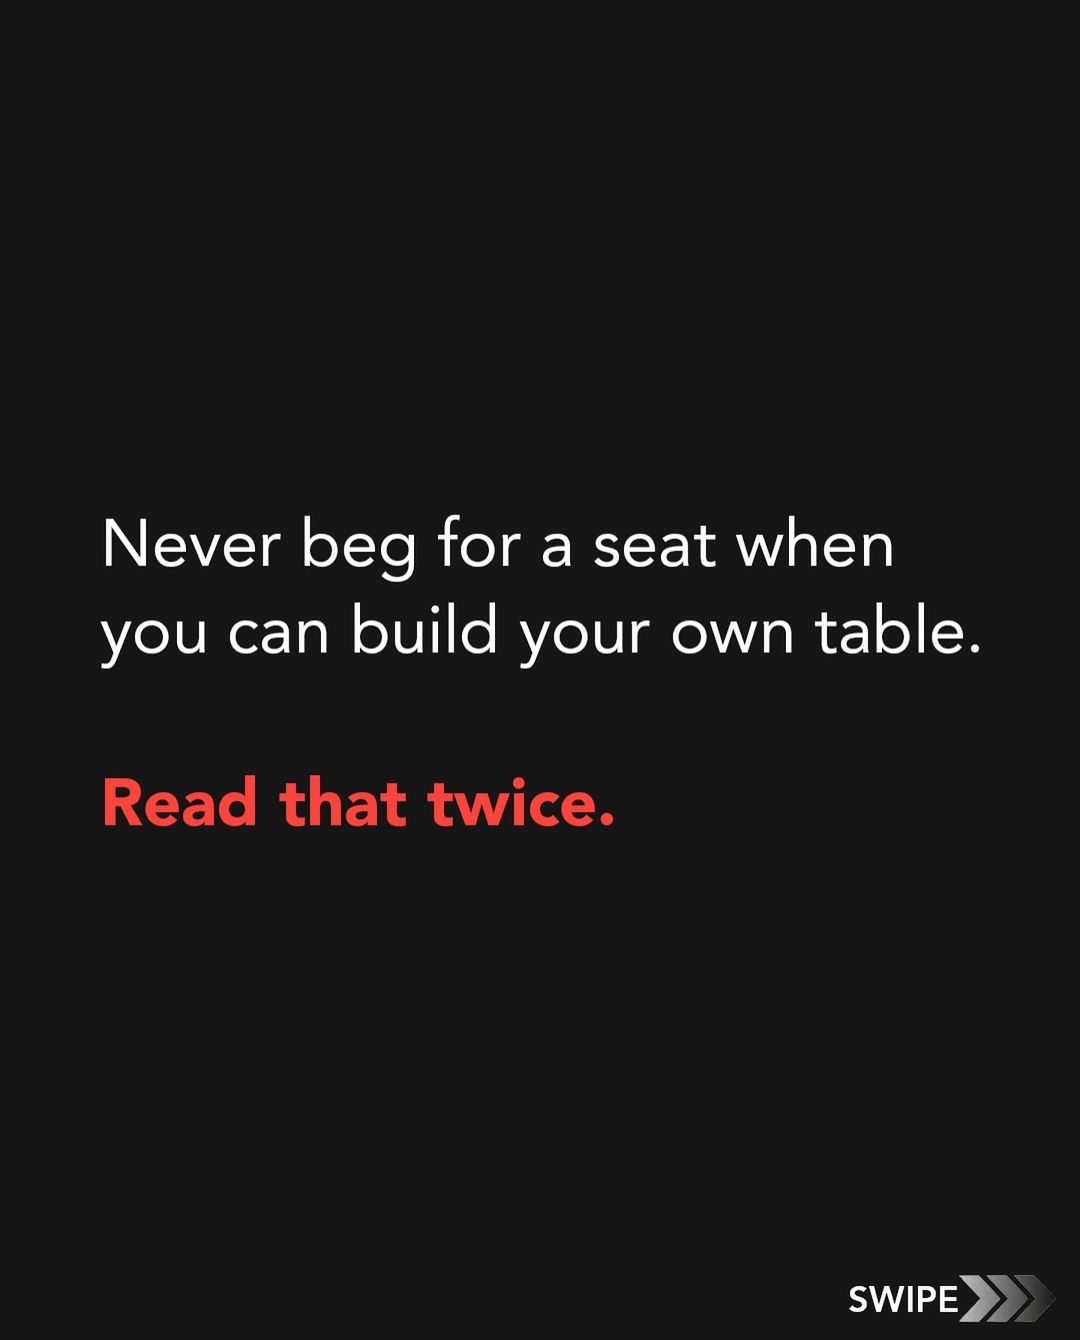 Never beg for a seat when
you can build your own table.
Read that twice.
SWIPE